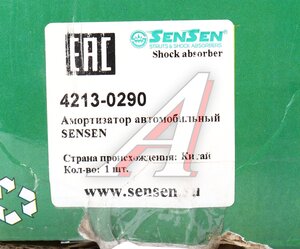 EAC
SENSEN
STRUTS & SHOCK ABSORBERS
Shock absorber
4213-0290
Амортизатор автомобильный
SENSEN
Страна происхождения: Китай
Кол-во: 1 шт.
www.sensen.ru